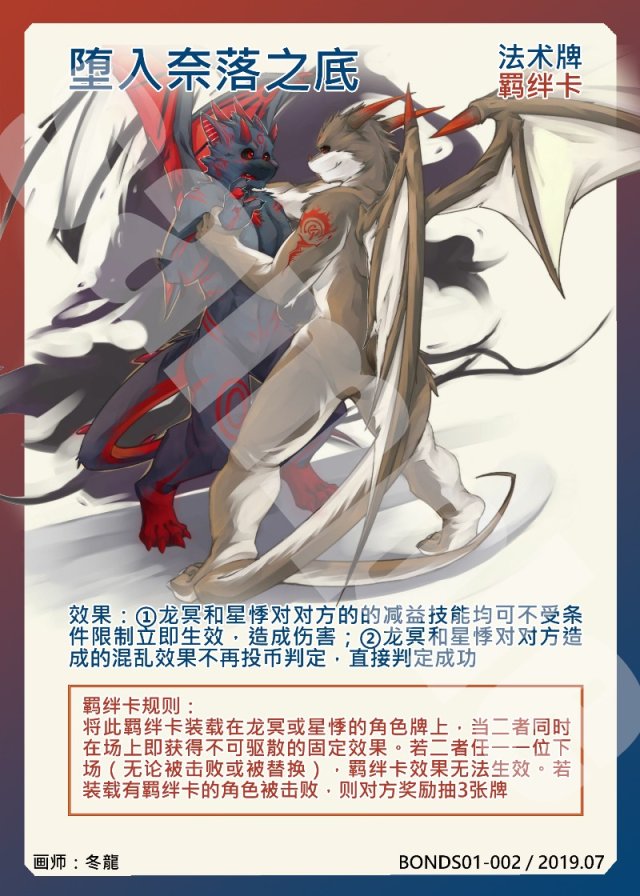 堕入奈落之底
法术牌
羁绊卡
效果：①龙冥和星悸对对方的的减益技能均可不受条
件限制立即生效，造成伤害；②龙冥和星悸对对方造
成的混乱效果不再投币判定，直接判定成功
羁绊卡规则：
将此羁绊卡装载在龙冥或星悸的角色牌上，当二者同时
在场上即获得不可驱散的固定效果。若二者任一一位下
场（无论被击败或被替换），羁绊卡效果无法生效。若
装载有羁绊卡的角色被击败，则对方奖励抽3张牌
画师：冬龍
BONDS01-002 / 2019.07